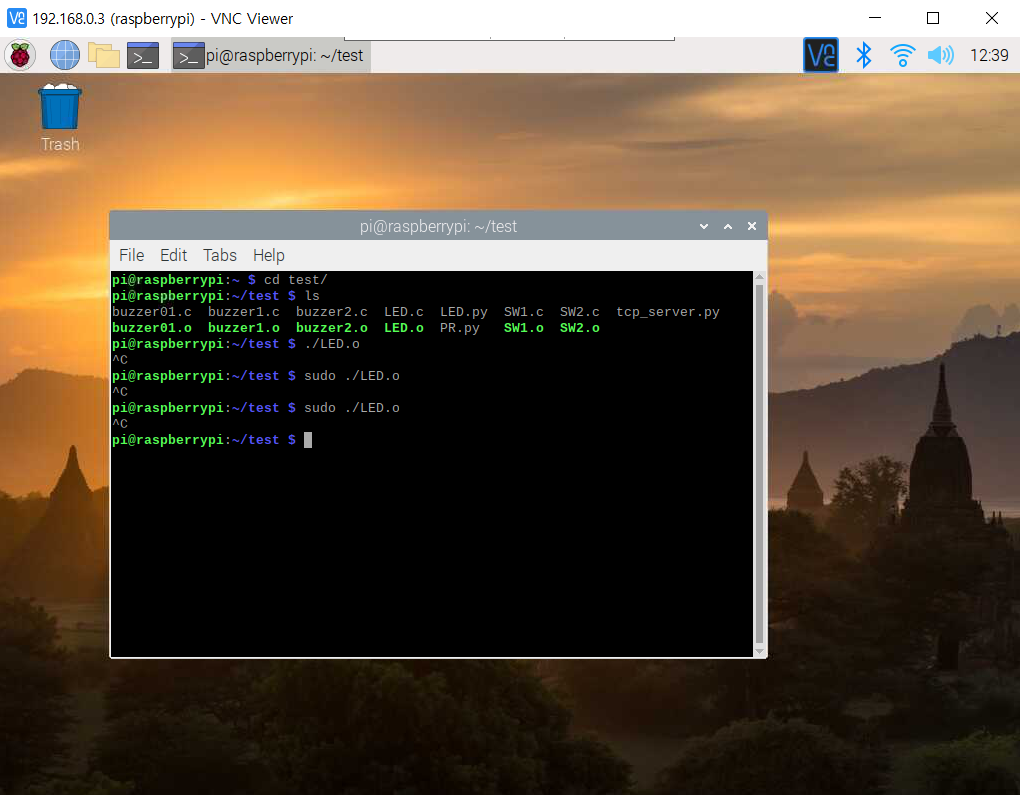 192.168.0.3 (raspberrypi) - VNC Viewer
pi@raspberrypi: ~/test
12:39
Trash
pi@raspberrypi: ~/test
File Edit Tabs Help
pi@raspberrypi:~ $ cd test/
pi@raspberrypi:~/test $ ls
buzzer01.c buzzer1.c buzzer2.c LED.c LED.py SW1.c SW2.c tcp_server.py
buzzer01.o buzzer1.o buzzer2.o LED.o PR.py SW1.o SW2.o
pi@raspberrypi:~/test $ ./LED.o
^C
pi@raspberrypi:~/test $ sudo ./LED.o
^C
pi@raspberrypi:~/test $ sudo ./LED.o
^C
pi@raspberrypi:~/test $